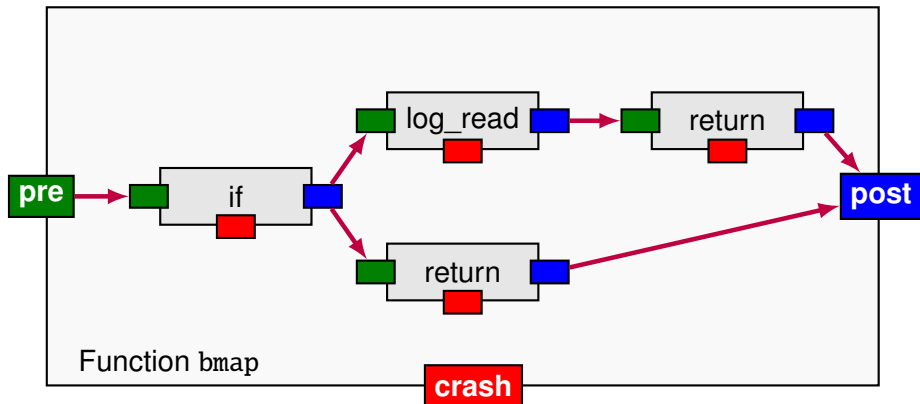 log_read
return
pre
if
post
return
Function bmap
crash